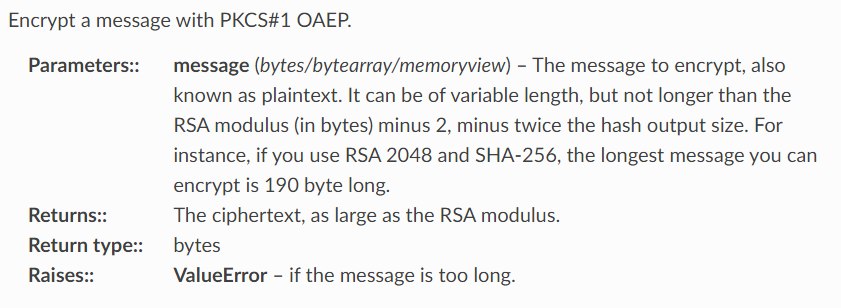 Encrypt a message with PKCS#1 OAEP.
Parameters:: message (bytes/bytearray/memoryview) – The message to encrypt, also
known as plaintext. It can be of variable length, but not longer than the
RSA modulus (in bytes) minus 2, minus twice the hash output size. For
instance, if you use RSA 2048 and SHA-256, the longest message you can
encrypt is 190 byte long.
Returns:: The ciphertext, as large as the RSA modulus.
Return type:: bytes
Raises:: ValueError – if the message is too long.